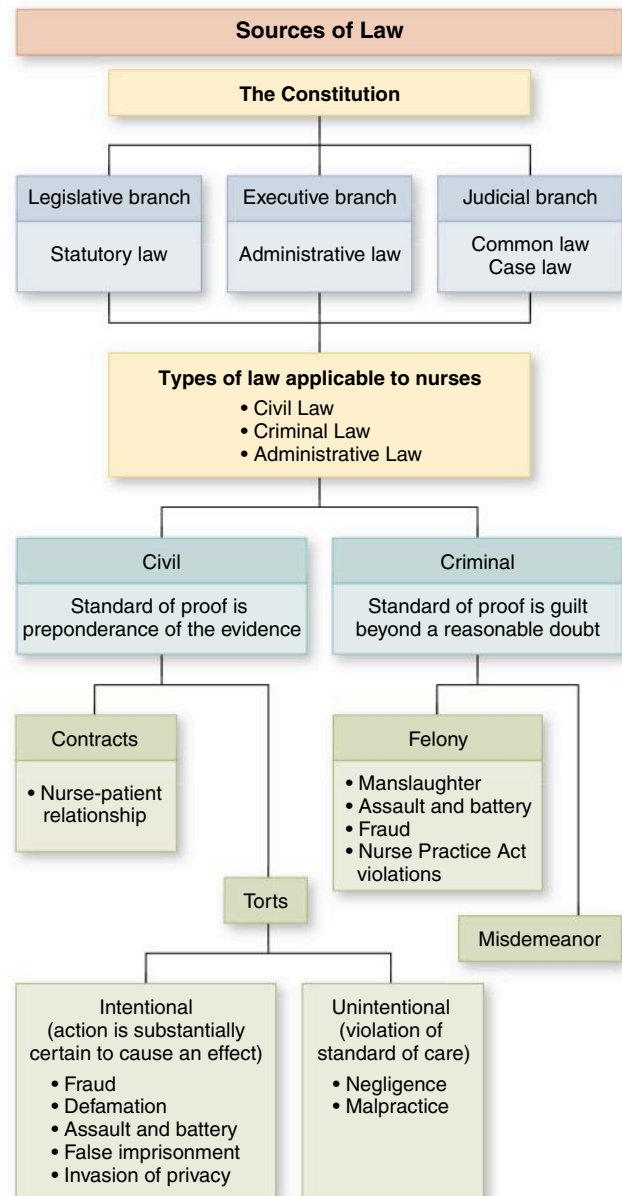 Sources of Law
The Constitution
Legislative branch
Statutory law
Executive branch
Administrative law
Judicial branch
Common law
Case law
Types of law applicable to nurses
• Civil Law
• Criminal Law
• Administrative Law
Civil
Standard of proof is
preponderance of the evidence
Criminal
Standard of proof is guilt
beyond a reasonable doubt
Contracts
• Nurse-patient
relationship
Felony
• Manslaughter
• Assault and battery
• Fraud
• Nurse Practice Act
violations
Torts
Misdemeanor
Intentional
(action is substantially
certain to cause an effect)
• Fraud
• Defamation
• Assault and battery
• False imprisonment
• Invasion of privacy
Unintentional
(violation of
standard of care)
• Negligence
• Malpractice